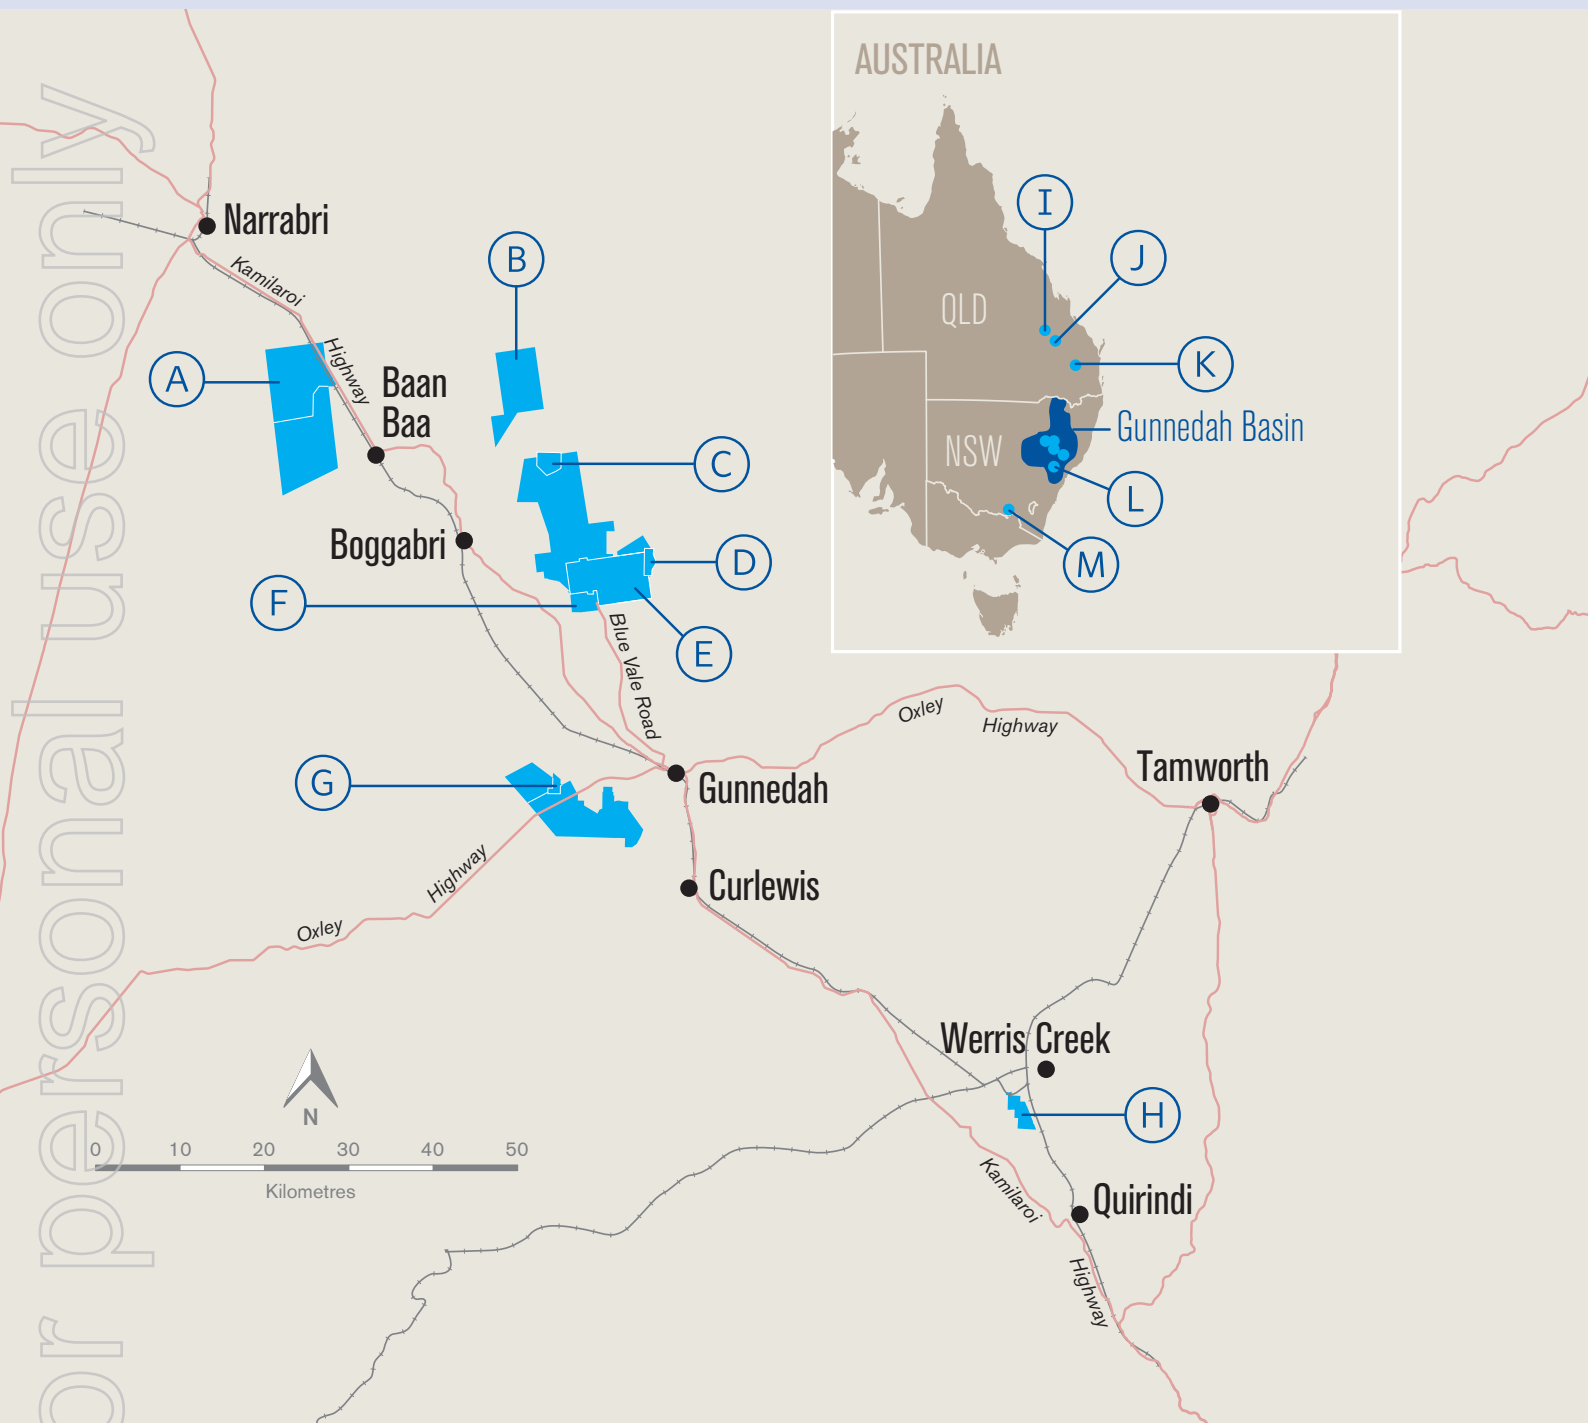 or personal use only
AUSTRALIA
I
J
QLD
K
Gunnedah Basin
NSW
L
M
Narrabri
Kamilaroi
Highway
B
A
Baan
Baa
C
Boggabri
D
F
E
Blue Vale Road
Oxley
Highway
Tamworth
G
Gunnedah
Highway
Oxley
Curlewis
Werris Creek
H
N
0 10 20 30 40 50
Kilometres
Kamilaroi
Quirindi
Highway